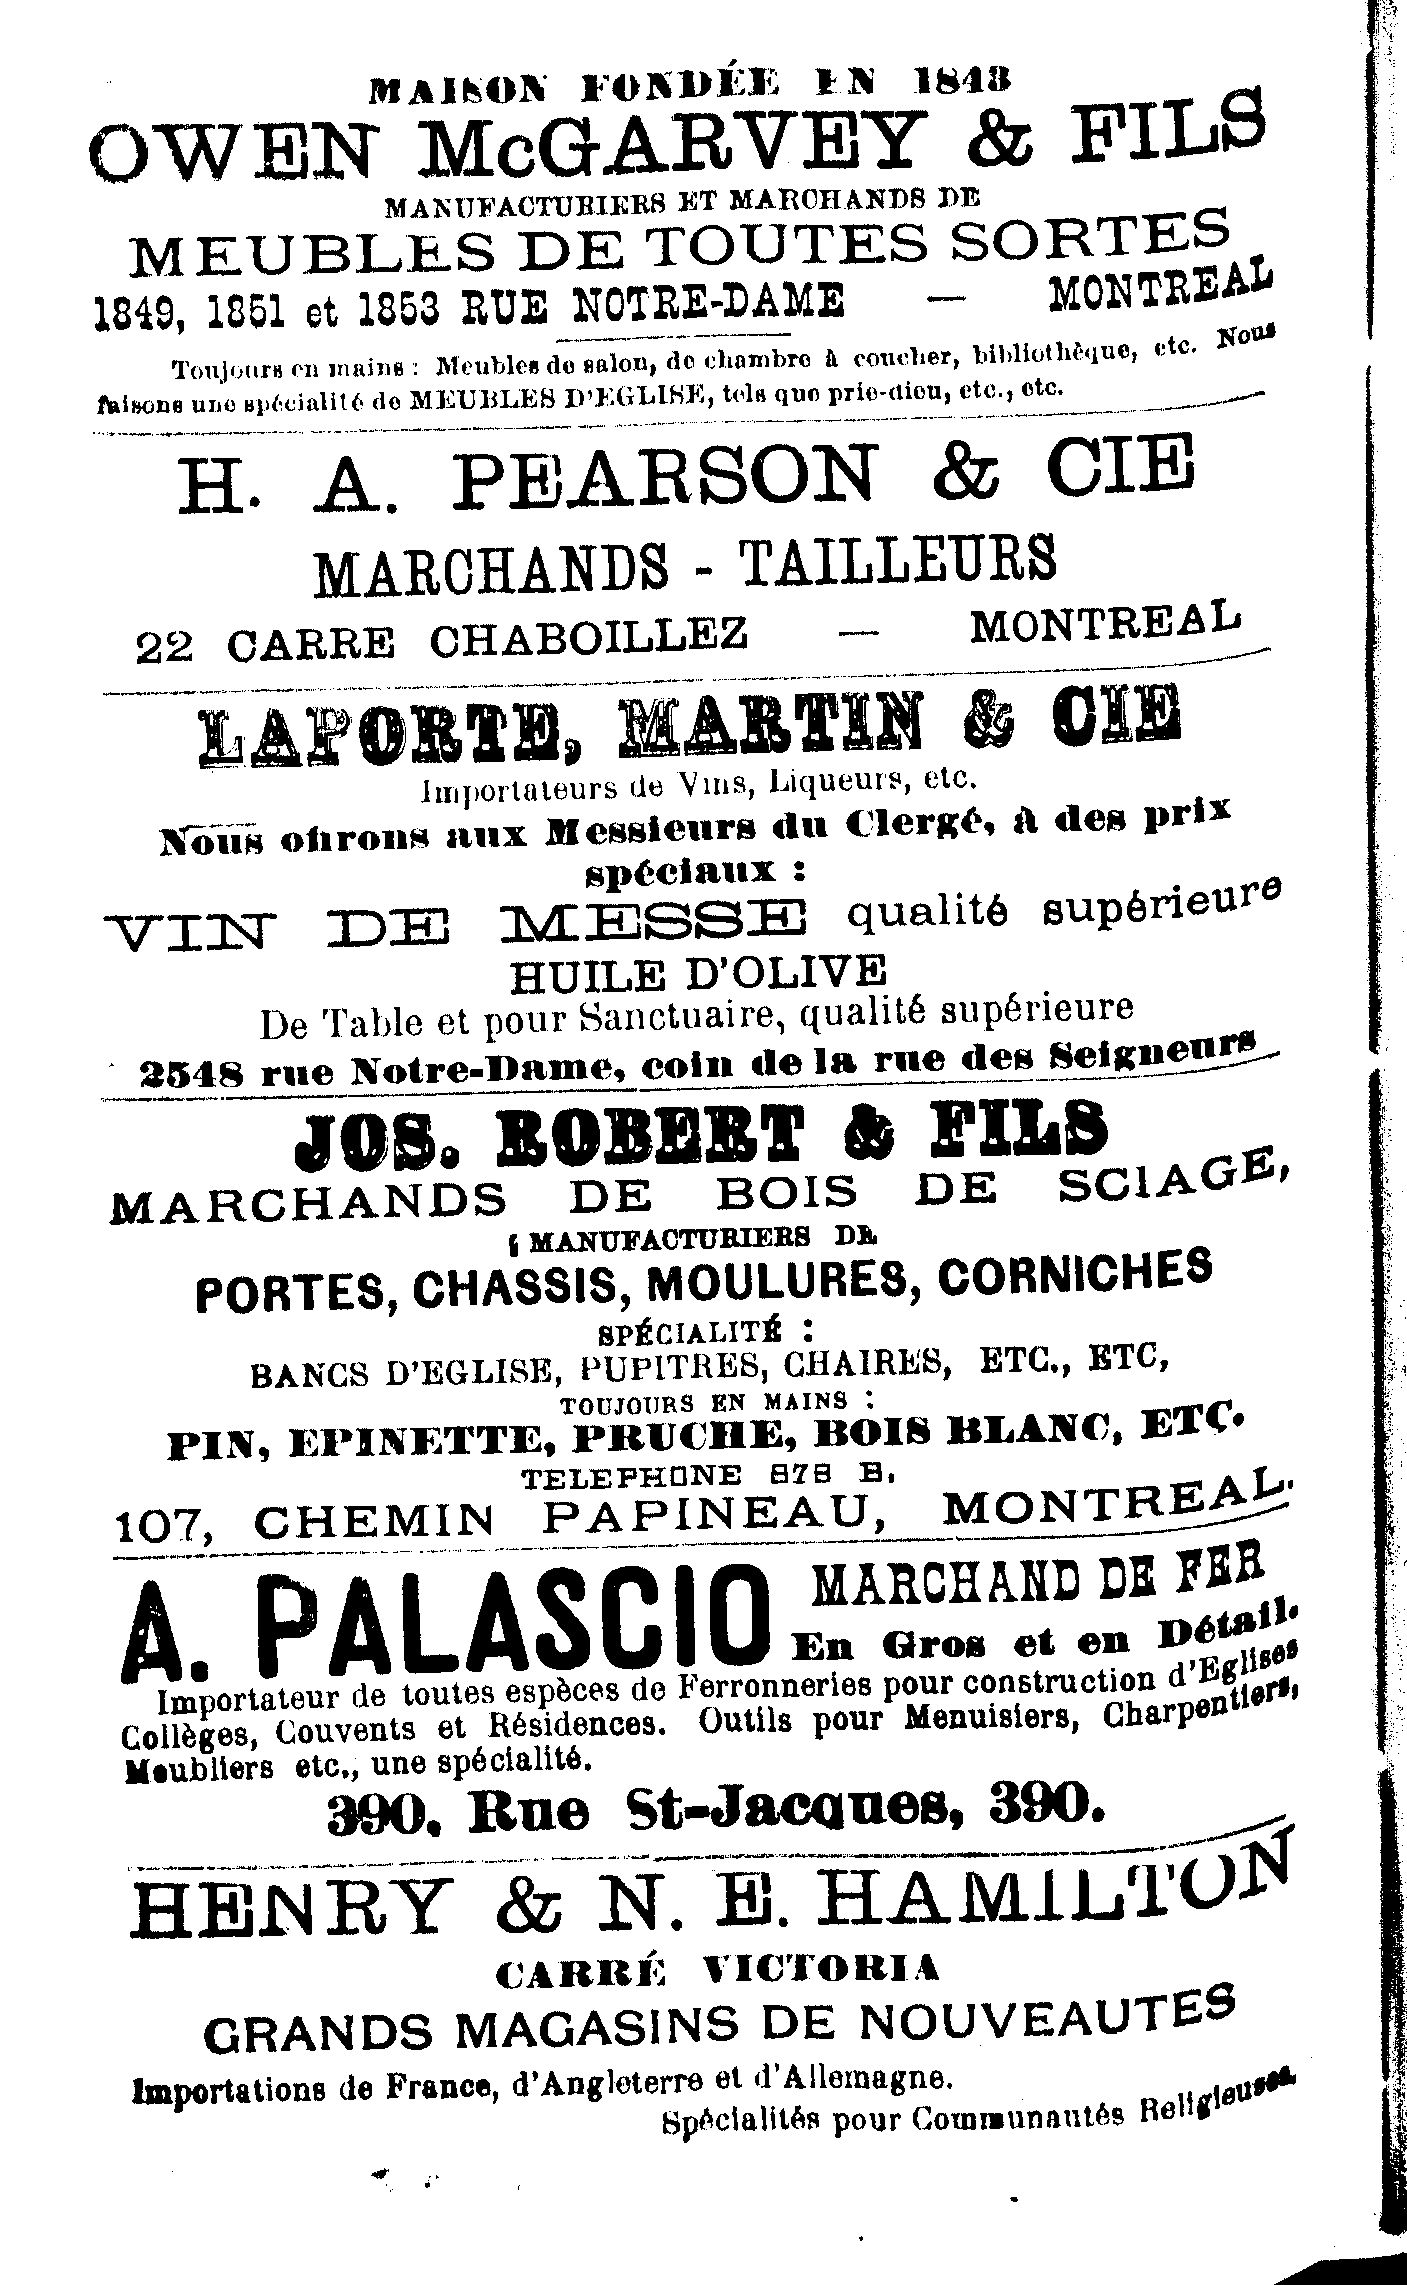 MAISON FONDÉE EN 1843
OWEN McGARVEY & FILS
MANUFACTURIERS ET MARCHANDS DE
MEUBLES DE TOUTES SORTES
1849, 1851 et 1853 RUE NOTRE-DAME — MONTREAL
Toujours en mains : Meubles de salon, de chambre à coucher, bibliothèque, etc. Nous
faisons une spécialité de MEUBLES D'EGLISE, tels que prie-dieu, etc., etc.
H. A. PEARSON & CIE
MARCHANDS - TAILLEURS
22 CARRE CHABOILLEZ — MONTREAL
LAPORTE, MARTIN & CIE
Importateurs de Vins, Liqueurs, etc.
Nous offrons aux Messieurs du Clergé, à des prix
spéciaux :
VIN DE MESSE qualité supérieure
HUILE D'OLIVE
De Table et pour Sanctuaire, qualité supérieure
2548 rue Notre-Dame, coin de la rue des Seigneurs
JOS. ROBERT & FILS
MARCHANDS DE BOIS DE SCIAGE,
MANUFACTURIERS DE
PORTES, CHASSIS, MOULURES, CORNICHES
SPÉCIALITÉ :
BANCS D'EGLISE, PUPITRES, CHAIRES, ETC., ETC,
TOUJOURS EN MAINS :
PIN, EPINETTE, PRUCHE, BOIS BLANC, ETC.
TELEPHONE 878 B.
107, CHEMIN PAPINEAU, MONTREAL.
A. PALASCIO MARCHAND DE FER
En Gros et en Détail.
Importateur de toutes espèces de Ferronneries pour construction d'Eglises
Collèges, Couvents et Résidences. Outils pour Menuisiers, Charpentiers,
Meubliers etc., une spécialité.
390, Rue St-Jacques, 390.
HENRY & N. E. HAMILTON
CARRÉ VICTORIA
GRANDS MAGASINS DE NOUVEAUTES
Importations de France, d'Angleterre et d'Allemagne.
Spécialités pour Communautés Religieuses.